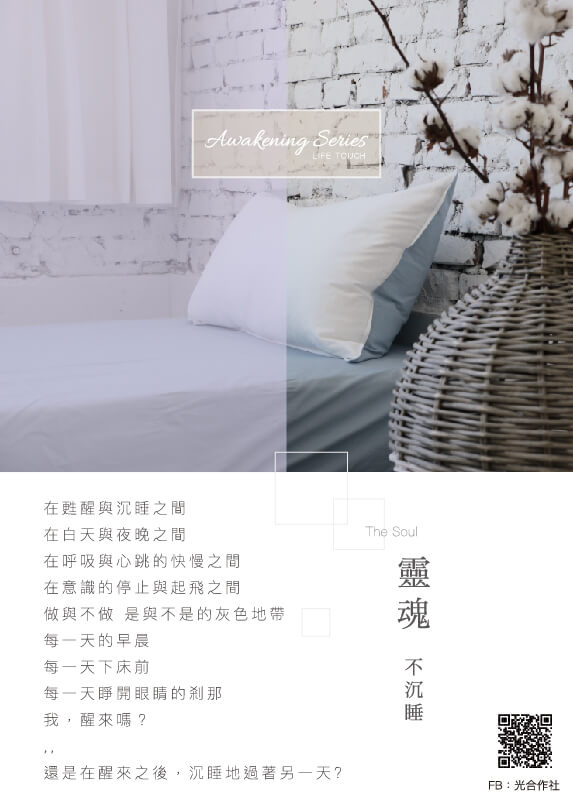 Awakening Series
LIFE TOUCH
在甦醒與沉睡之間
在白天與夜晚之間
在呼吸與心跳的快慢之間
在意識的停止與起飛之間
做與不做 是與不是的灰色地帶
每一天的早晨
每一天下床前
每一天睜開眼睛的剎那
我，醒來嗎？
,,
還是在醒來之後，沉睡地過著另一天?
The Soul
靈魂
不沉睡
FB：光合作社